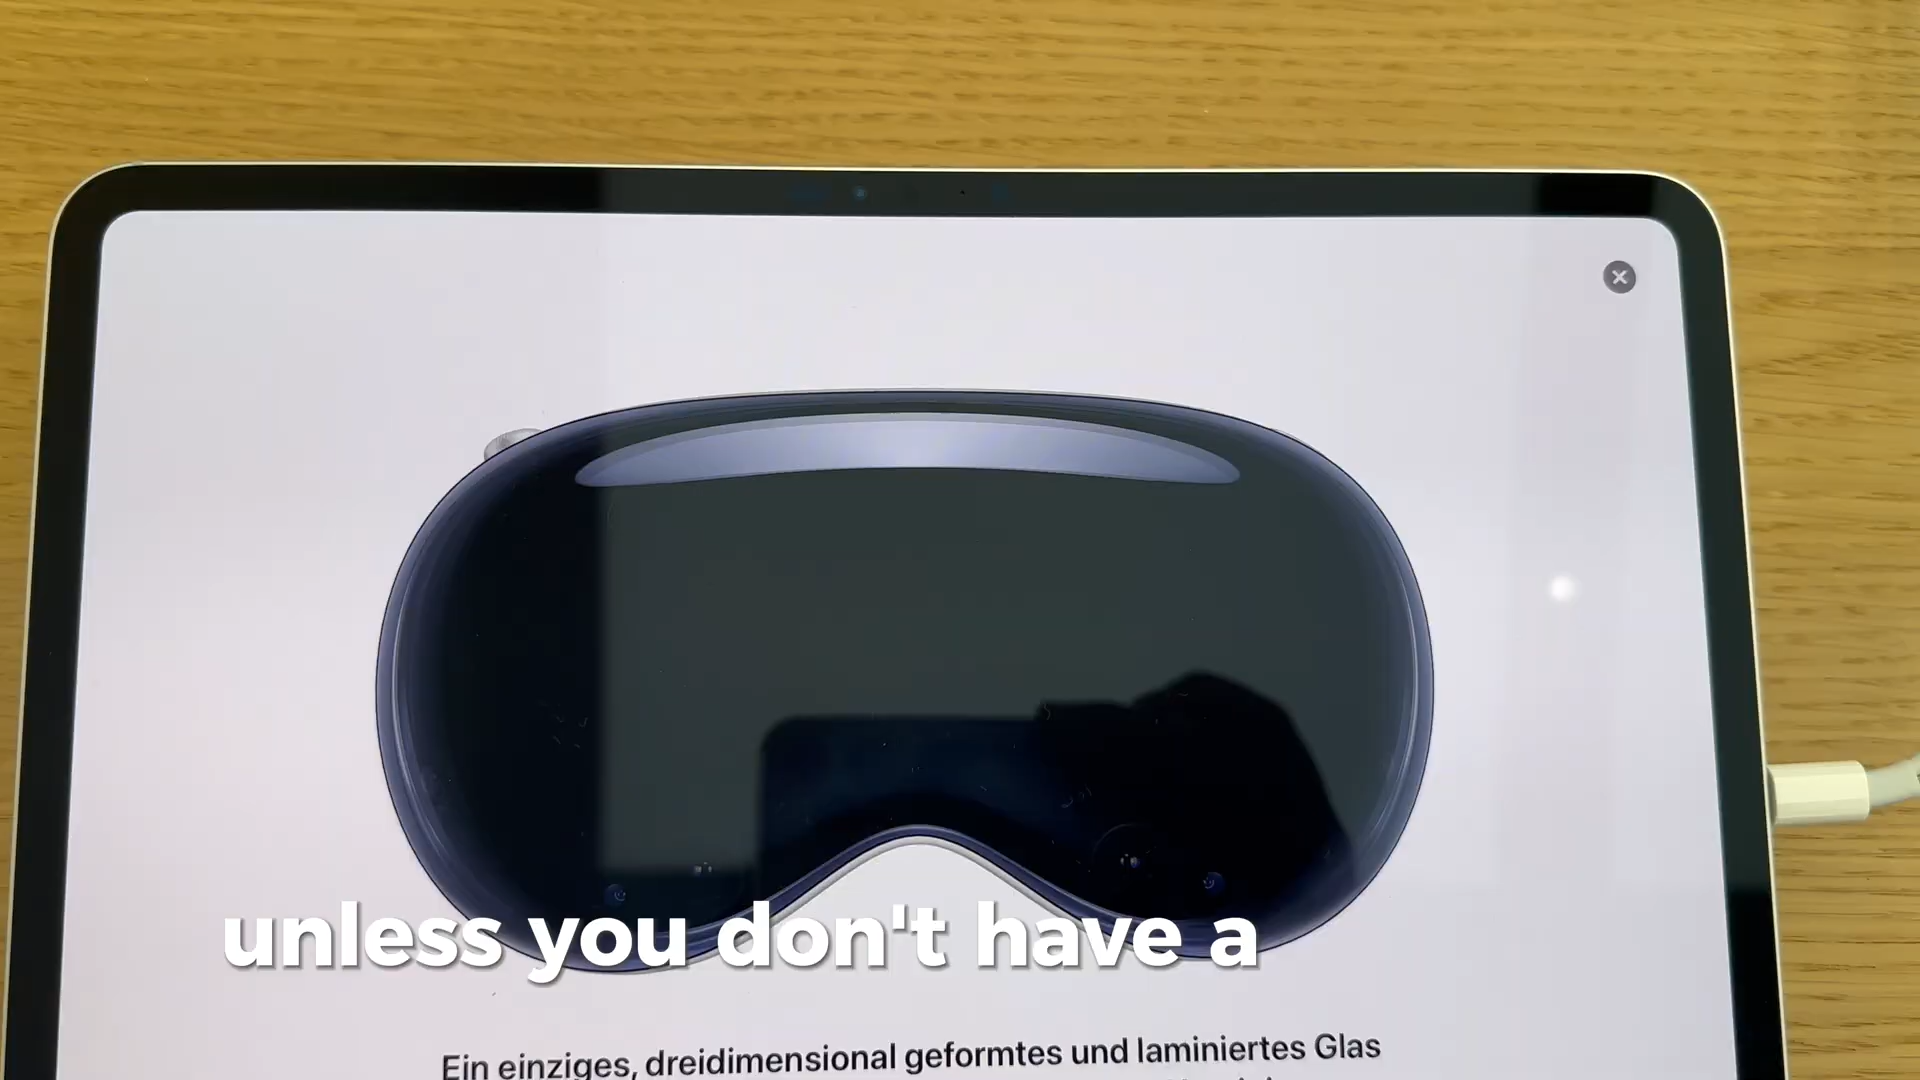 unless you don't have a
Ein einziges, dreidimensional geformtes und laminiertes Glas